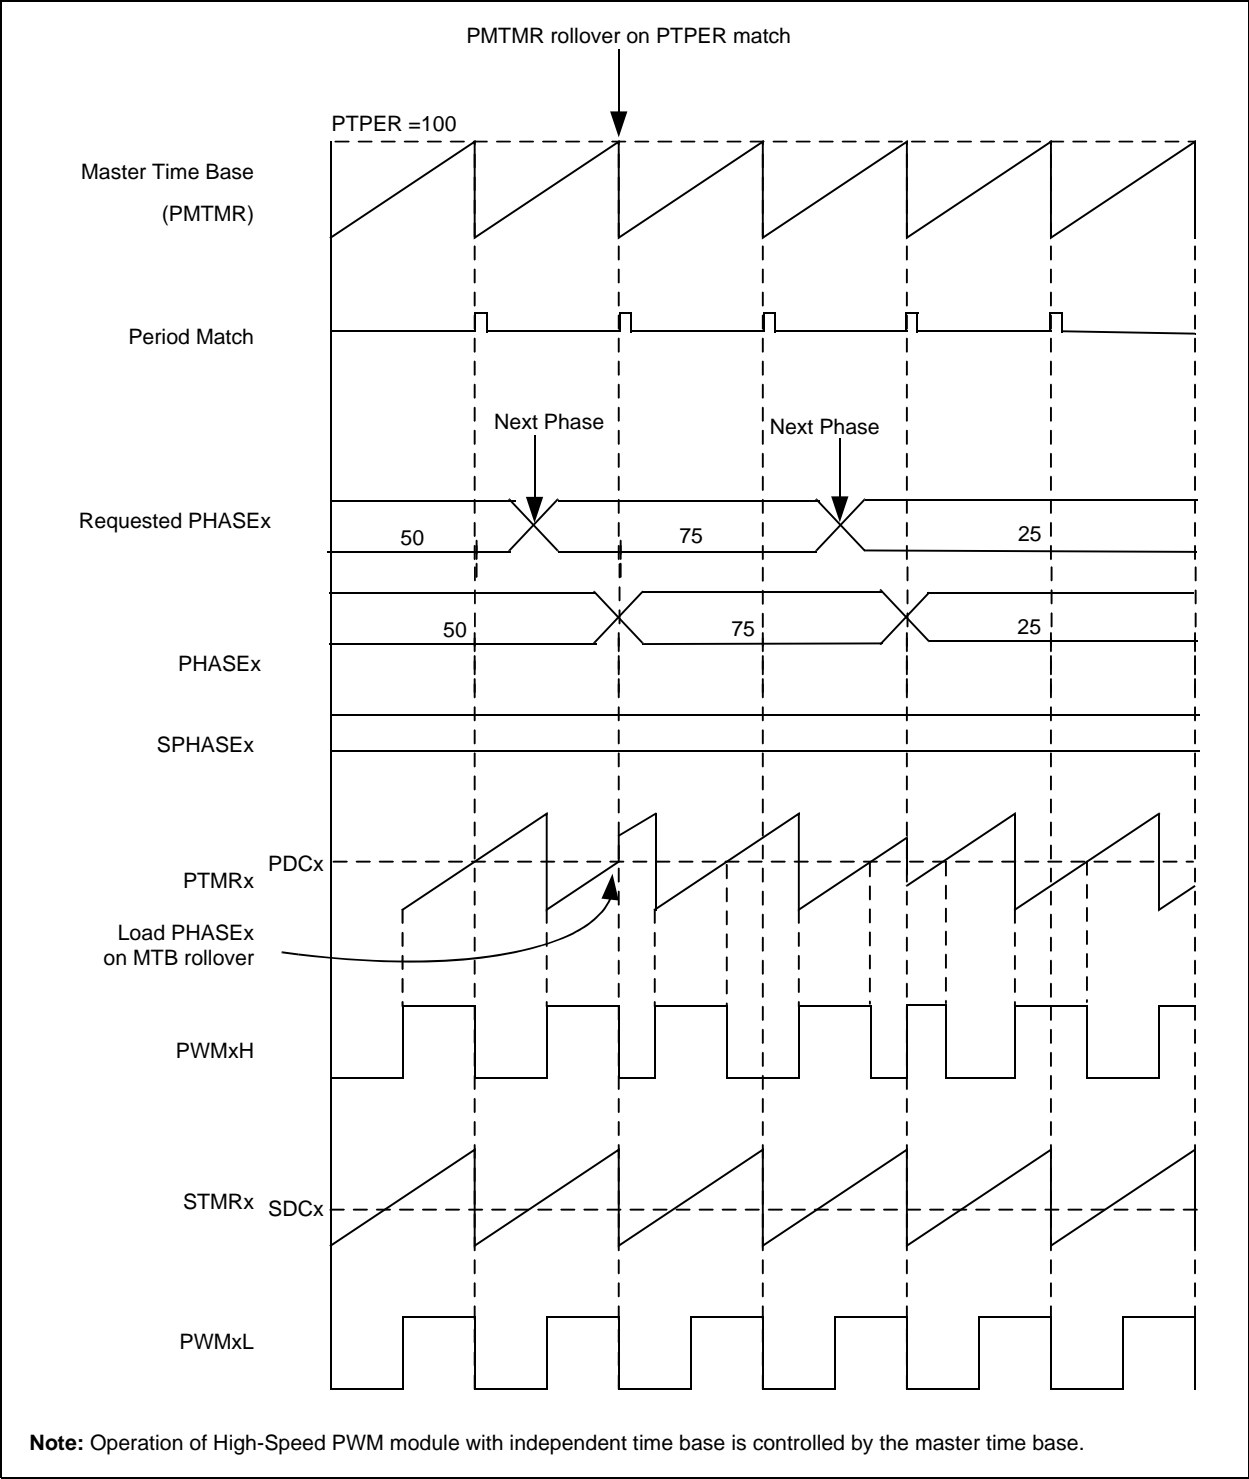 PMTMR rollover on PTPER match
PTPER =100
Master Time Base
(PMTMR)
Period Match
Next Phase
Next Phase
Requested PHASEx
50
75
25
50
75
25
PHASEx
SPHASEx
PDCx
PTMRx
Load PHASEx
on MTB rollover
PWMxH
STMRx
SDCx
PWMxL
Note: Operation of High-Speed PWM module with independent time base is controlled by the master time base.